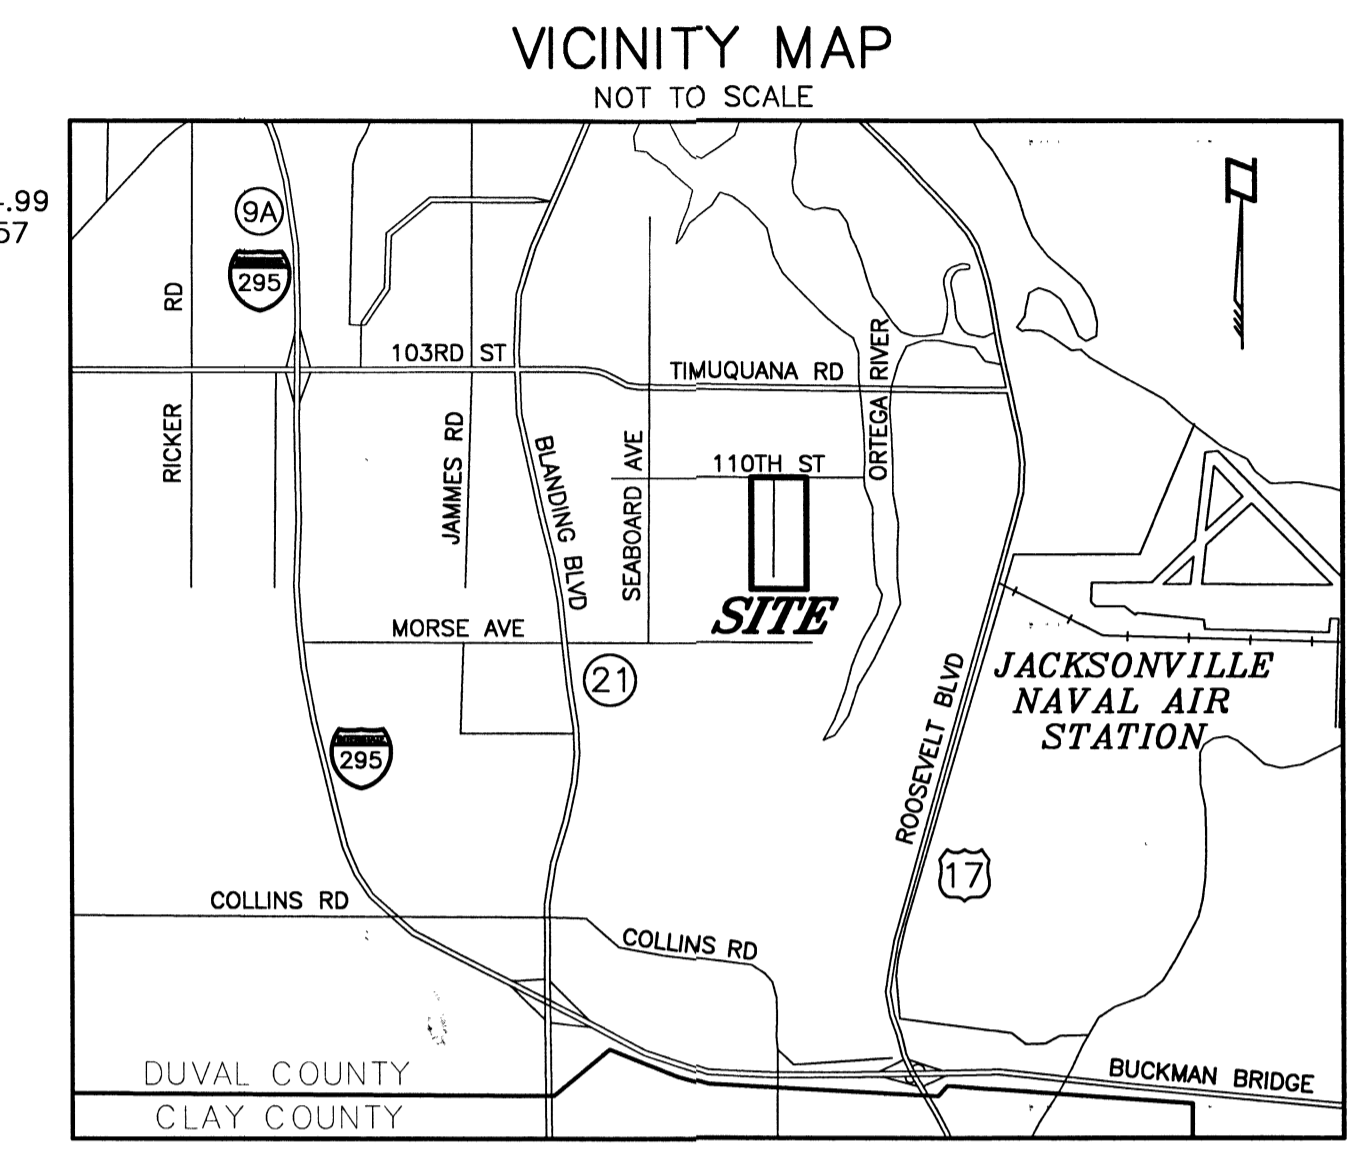 VICINITY MAP
NOT TO SCALE
.99
57
9A
295
RD
103RD ST
TIMUQUANA RD
ORTEGA RIVER
RICKER
JAMMES RD
BLANDING BLVD
SEABOARD AVE
110TH ST
SITE
MORSE AVE
21
JACKSONVILLE
NAVAL AIR
STATION
ROOSEVELT BLVD
295
17
COLLINS RD
COLLINS RD
DUVAL COUNTY
CLAY COUNTY
BUCKMAN BRIDGE